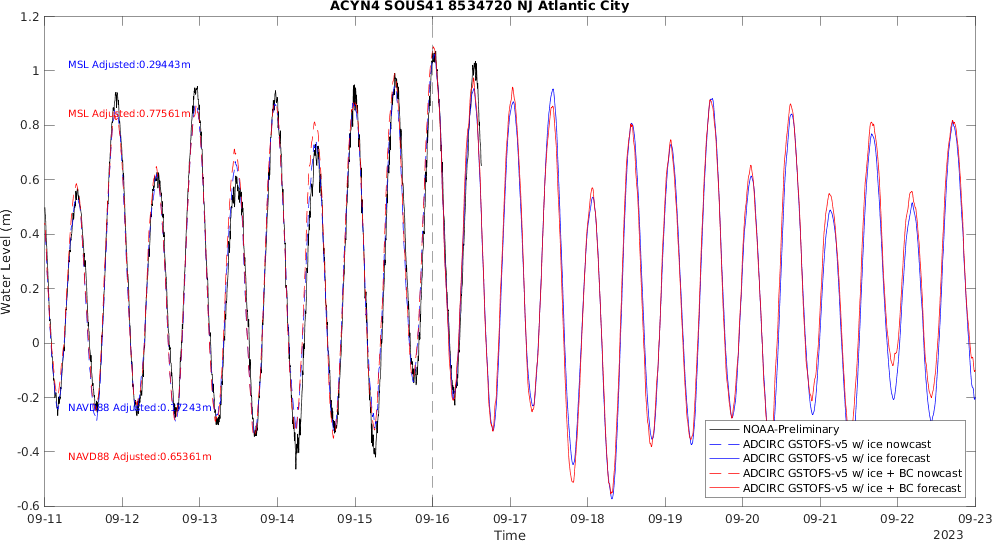 ACYN4 SOUS41 8534720 NJ Atlantic City
1.2
1
0.8
0.6
0.4
0.2
0
-0.2
-0.4
-0.6
Water Level (m)
MSL Adjusted:0.29443m
MSL Adjusted:0.77561m
NAVD88 Adjusted:0.17243m
NAVD88 Adjusted:0.65361m
NOAA-Preliminary
ADCIRC GSTOFS-v5 w/ ice nowcast
ADCIRC GSTOFS-v5 w/ ice forecast
ADCIRC GSTOFS-v5 w/ ice + BC nowcast
ADCIRC GSTOFS-v5 w/ ice + BC forecast
09-11 09-12 09-13 09-14 09-15 09-16 09-17 09-18 09-19 09-20 09-21 09-22 09-23
Time
2023